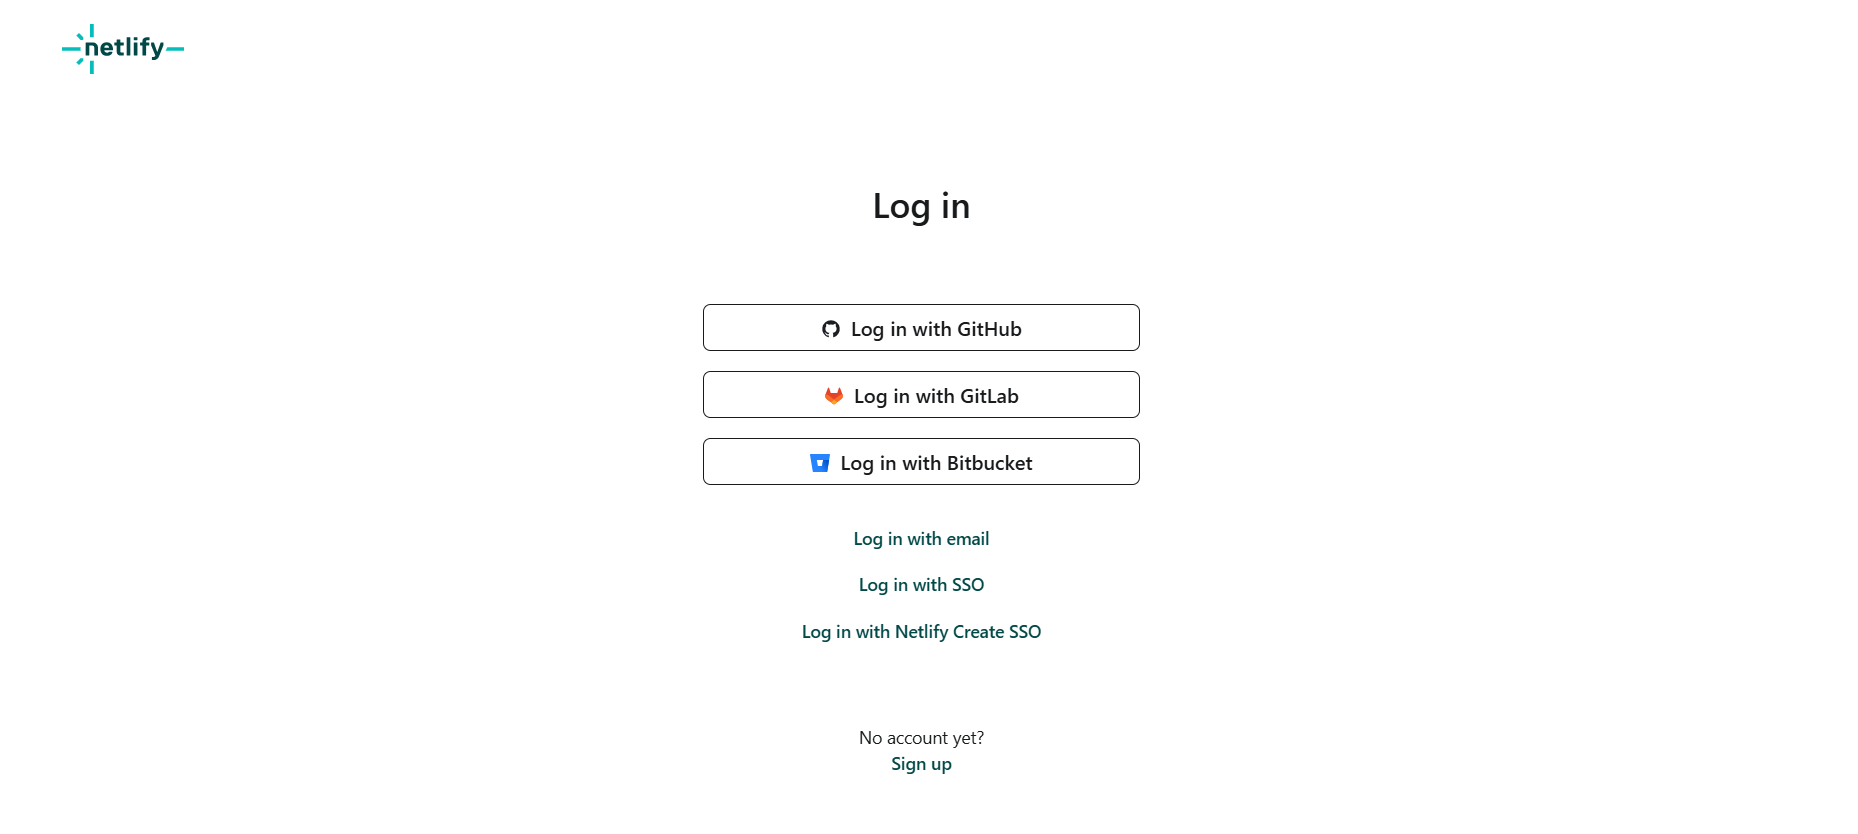 netlify
Log in
Log in with GitHub
Log in with GitLab
Log in with Bitbucket
Log in with email
Log in with SSO
Log in with Netlify Create SSO
No account yet?
Sign up